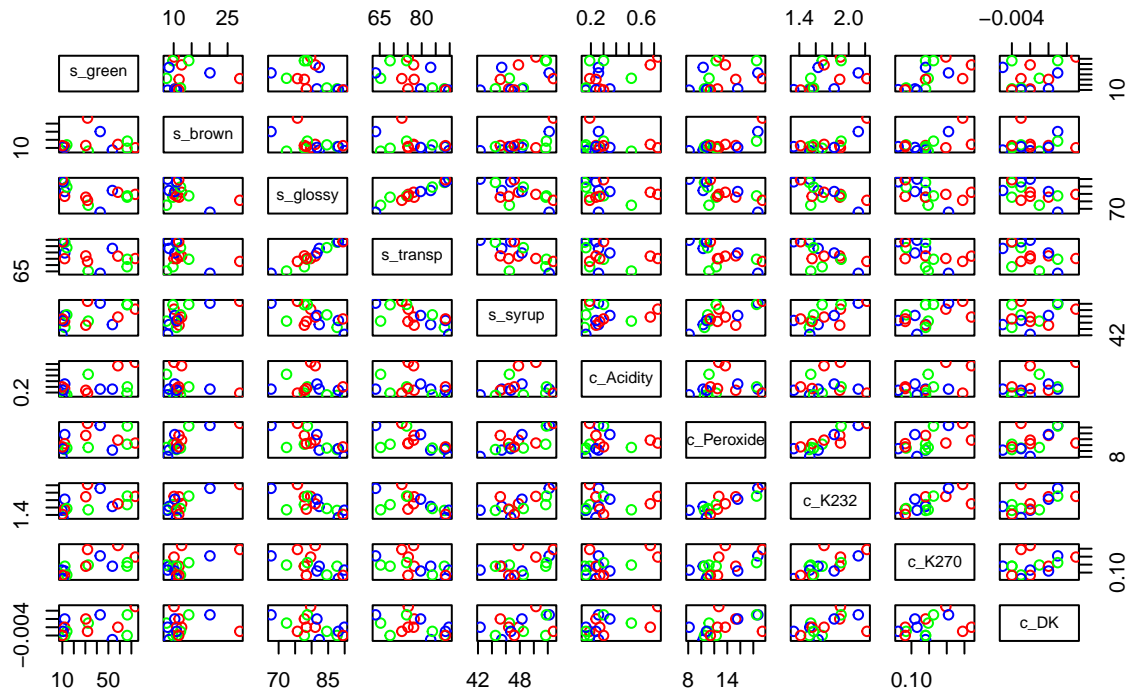 10 25 65 80 0.2 0.6 1.4 2.0 −0.004
s_green 10
10 s_brown
s_glossy 70
65 s_transp
s_syrup 42
0.2 c_Acidity
c_Peroxide 8
1.4 c_K232
c_K270 0.10
−0.004 c_DK
10 50 70 85 42 48 8 14 0.10